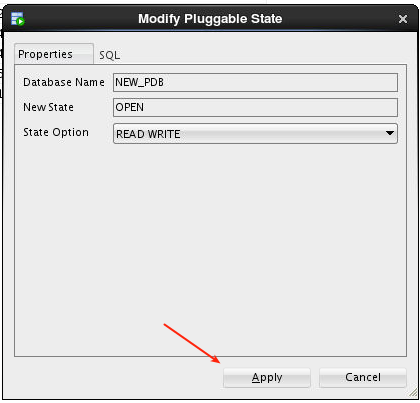 Modify Pluggable State
Properties SQL
Database Name NEW_PDB
New State OPEN
State Option READ WRITE
Apply Cancel